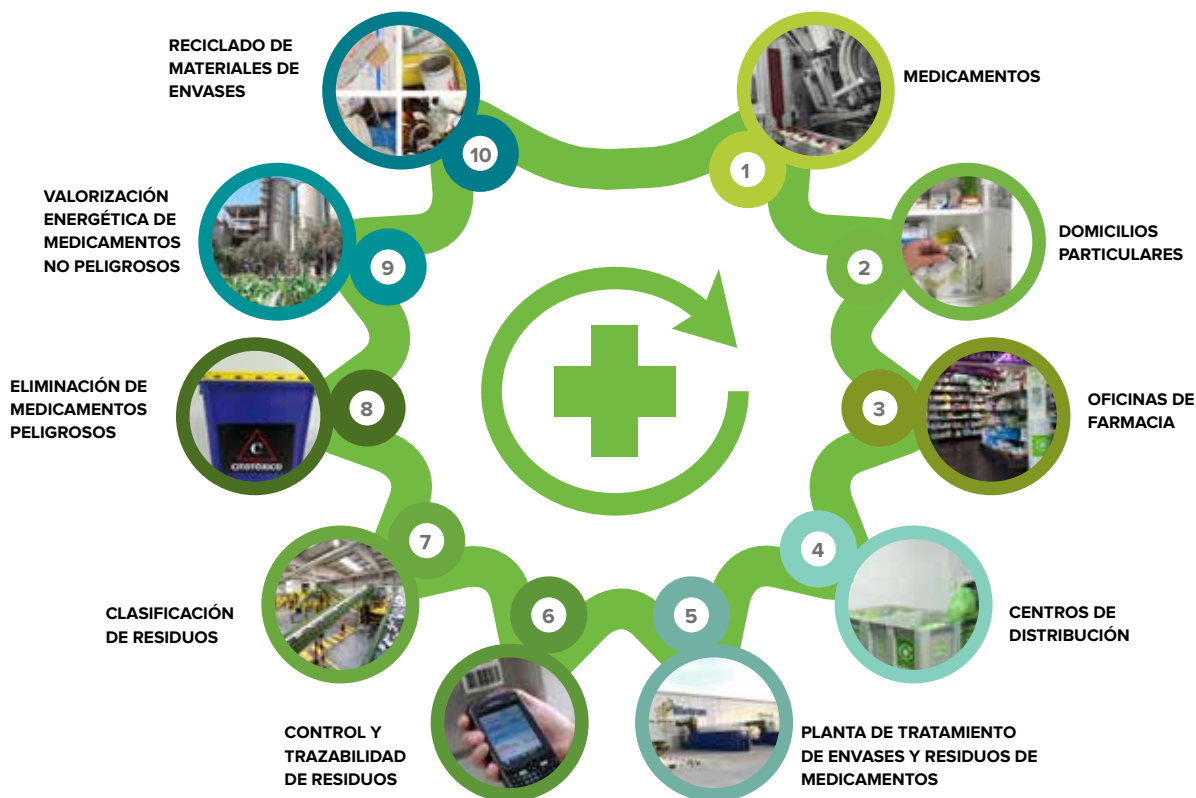 1
MEDICAMENTOS
2
DOMICILIOS
PARTICULARES
3
OFICINAS DE
FARMACIA
4
CENTROS DE
DISTRIBUCIÓN
5
PLANTA DE TRATAMIENTO
DE ENVASES Y RESIDUOS DE
MEDICAMENTOS
6
CONTROL Y
TRAZABILIDAD
DE RESIDUOS
7
CLASIFICACIÓN
DE RESIDUOS
8
ELIMINACIÓN DE
MEDICAMENTOS
PELIGROSOS
C
CITOTÓXICO
9
VALORIZACIÓN
ENERGÉTICA DE
MEDICAMENTOS
NO PELIGROSOS
10
RECICLADO DE
MATERIALES DE
ENVASES